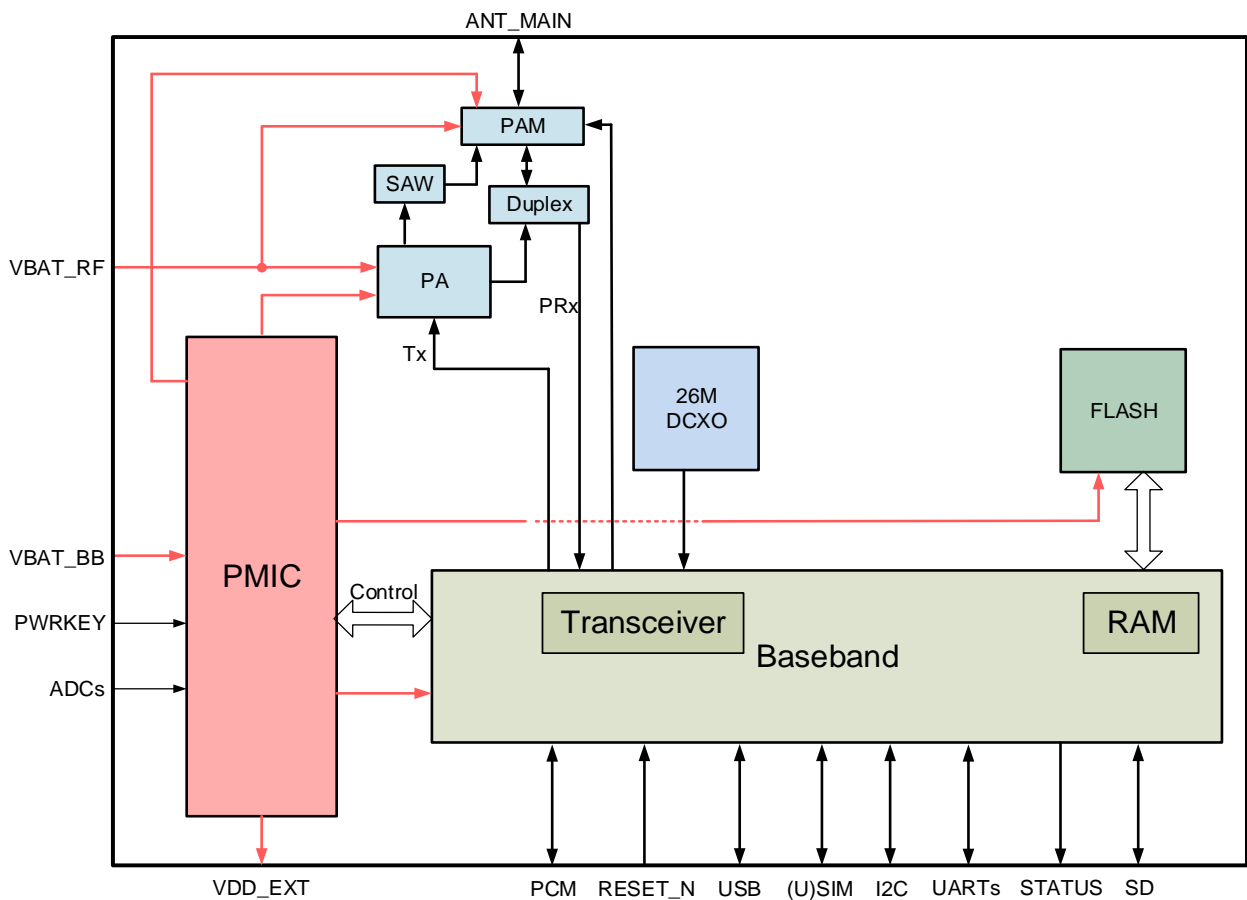 ANT_MAIN
PAM
SAW
Duplex
VBAT_RF
PA
PRx
Tx
26M
DCXO
FLASH
VBAT_BB
PMIC
Control
PWRKEY
Transceiver
RAM
Baseband
ADCs
VDD_EXT
PCM
RESET_N
USB
(U)SIM
I2C
UARTs
STATUS
SD